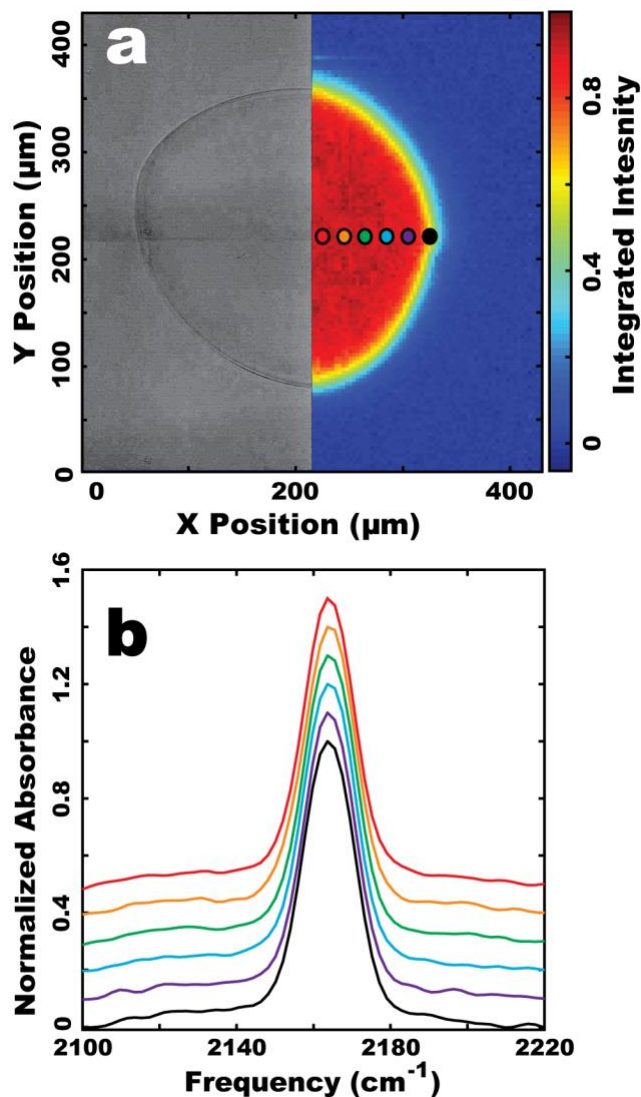 a
400
300
200
100
0
Y Position (µm)
0 200 400
X Position (µm)
0.8
0.4
0
Integrated Intesnity
b
1.6
1.2
0.8
0.4
0
Normalized Absorbance
2100 2140 2180 2220
Frequency (cm⁻¹)